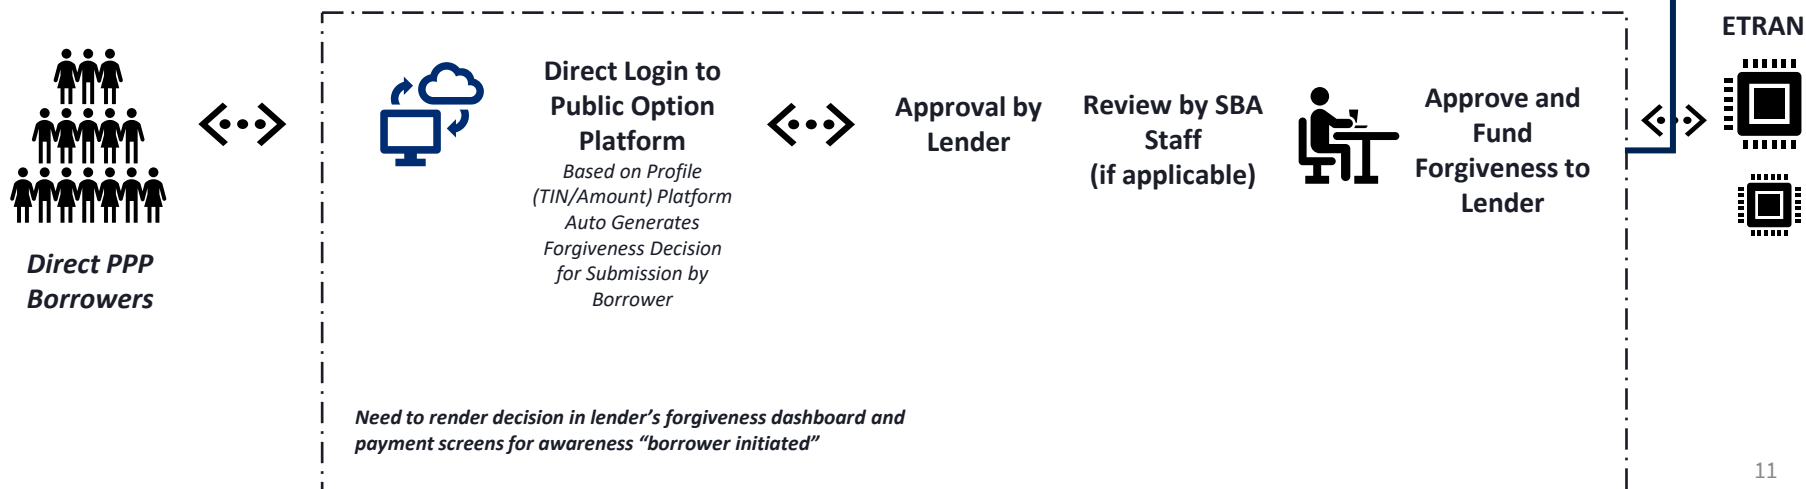 ETRAN
Direct Login to
Public Option
Platform
Based on Profile
(TIN/Amount) Platform
Auto Generates
Forgiveness Decision
for Submission by
Borrower
Approval by
Lender
Review by SBA
Staff
(if applicable)
Approve and
Fund
Forgiveness to
Lender
Direct PPP
Borrowers
Need to render decision in lender’s forgiveness dashboard and
payment screens for awareness “borrower initiated”
11